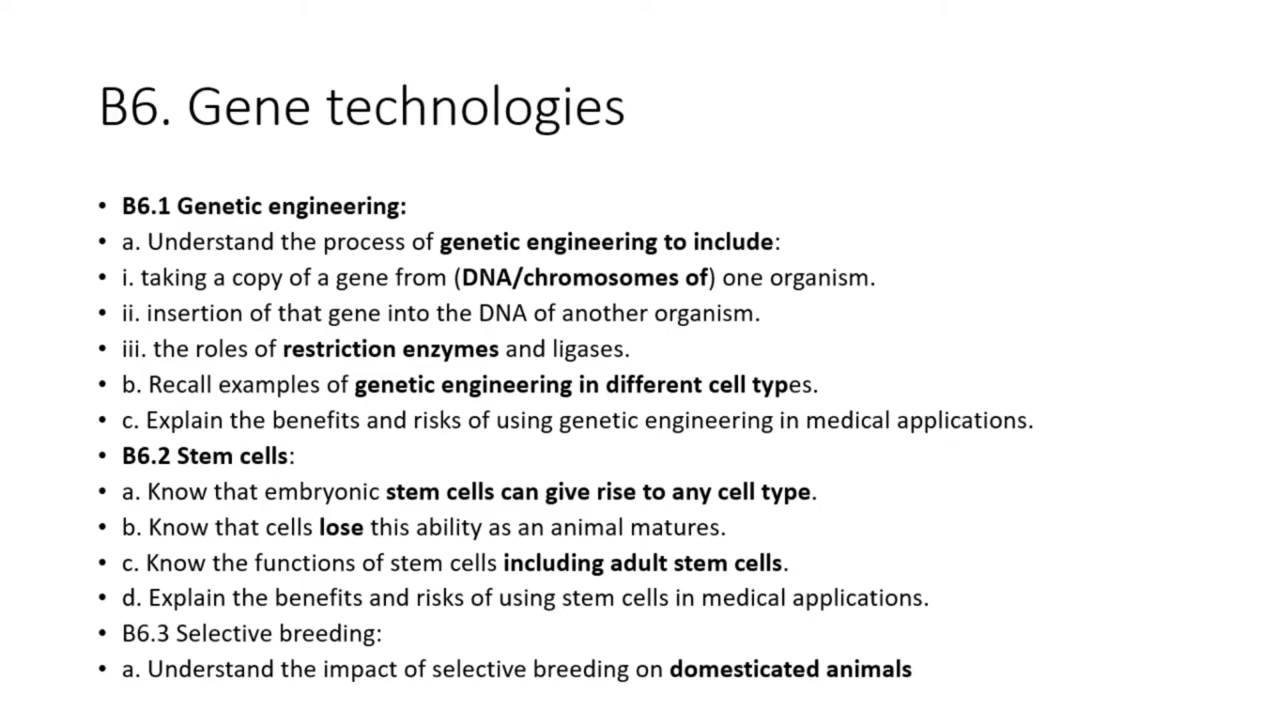 B6. Gene technologies
• B6.1 Genetic engineering:
• a. Understand the process of genetic engineering to include:
• i. taking a copy of a gene from (DNA/chromosomes of) one organism.
• ii. insertion of that gene into the DNA of another organism.
• iii. the roles of restriction enzymes and ligases.
• b. Recall examples of genetic engineering in different cell types.
• c. Explain the benefits and risks of using genetic engineering in medical applications.
• B6.2 Stem cells:
• a. Know that embryonic stem cells can give rise to any cell type.
• b. Know that cells lose this ability as an animal matures.
• c. Know the functions of stem cells including adult stem cells.
• d. Explain the benefits and risks of using stem cells in medical applications.
• B6.3 Selective breeding:
• a. Understand the impact of selective breeding on domesticated animals